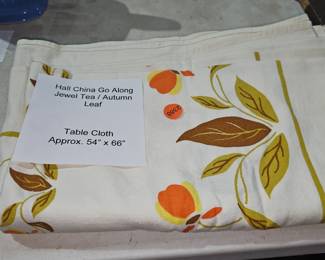 Hall China Go Along
Jewel Tea / Autumn
Leaf
Table Cloth
Approx. 54" x 66"